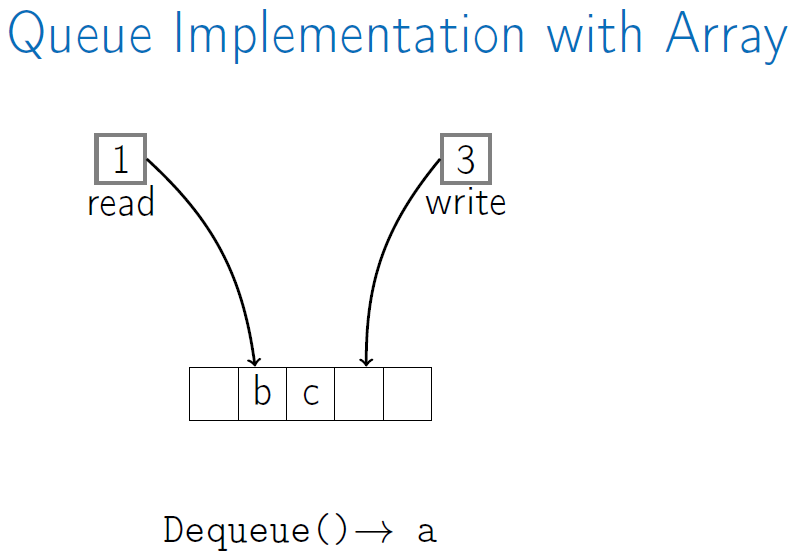 Queue Implementation with Array
1 3
read write
b c
Dequeue()→ a